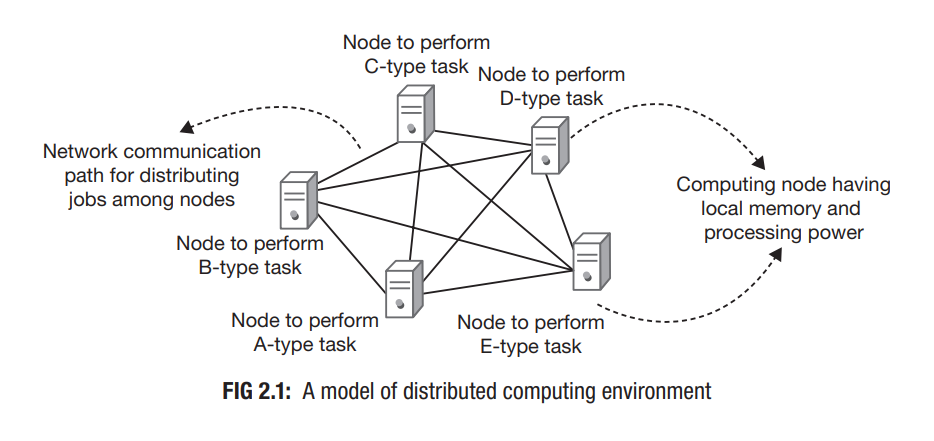 Node to perform
C-type task
Node to perform
D-type task
Network communication
path for distributing
jobs among nodes
Computing node having
local memory and
processing power
Node to perform
B-type task
Node to perform
A-type task
Node to perform
E-type task
FIG 2.1: A model of distributed computing environment